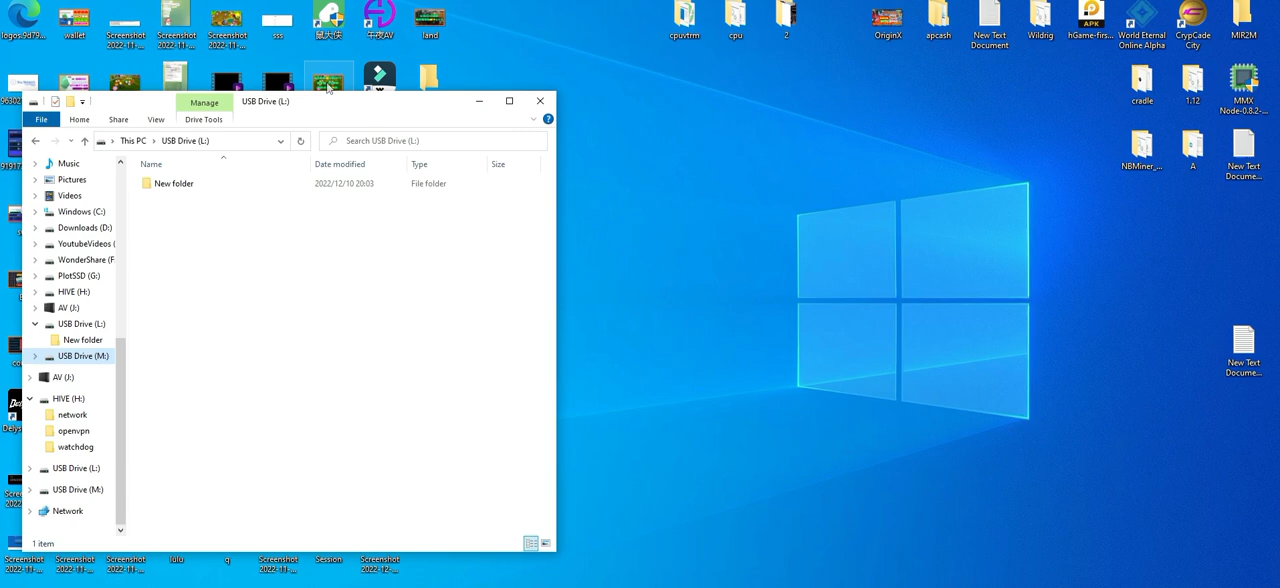 logos.9d79...
wallet
Screenshot 2022-11-...
Screenshot 2022-11-...
Screenshot 2022-11-...
sss
鼠大侠
午夜AV
land
cpuvtrm
cpu
2
OriginX
apcash
New Text Document
Wildrig
hGame-firs...
World Eternal Online Alpha
CrypCade City
MIR2M
cradle
1.12
MMX Node-0.8.2-...
NBMiner_...
A
New Text Docume...
New Text Docume...
Manage
USB Drive (L:)
File
Home
Share
View
Drive Tools
This PC
USB Drive (L:)
Search USB Drive (L:)
Name
Date modified
Type
Size
New folder
2022/12/10 20:03
File folder
Music
Pictures
Videos
Windows (C:)
Downloads (D:)
YoutubeVideos (
WonderShare (F
PlotSSD (G:)
HIVE (H:)
AV (J:)
USB Drive (L:)
New folder
USB Drive (M:)
AV (J:)
HIVE (H:)
network
openvpn
watchdog
USB Drive (L:)
USB Drive (M:)
Network
1 item
Screenshot 2022-11-...
Screenshot 2022-11-...
Screenshot 2022-11-...
lulu
q
Screenshot 2022-11-...
Session
Screenshot 2022-12-...